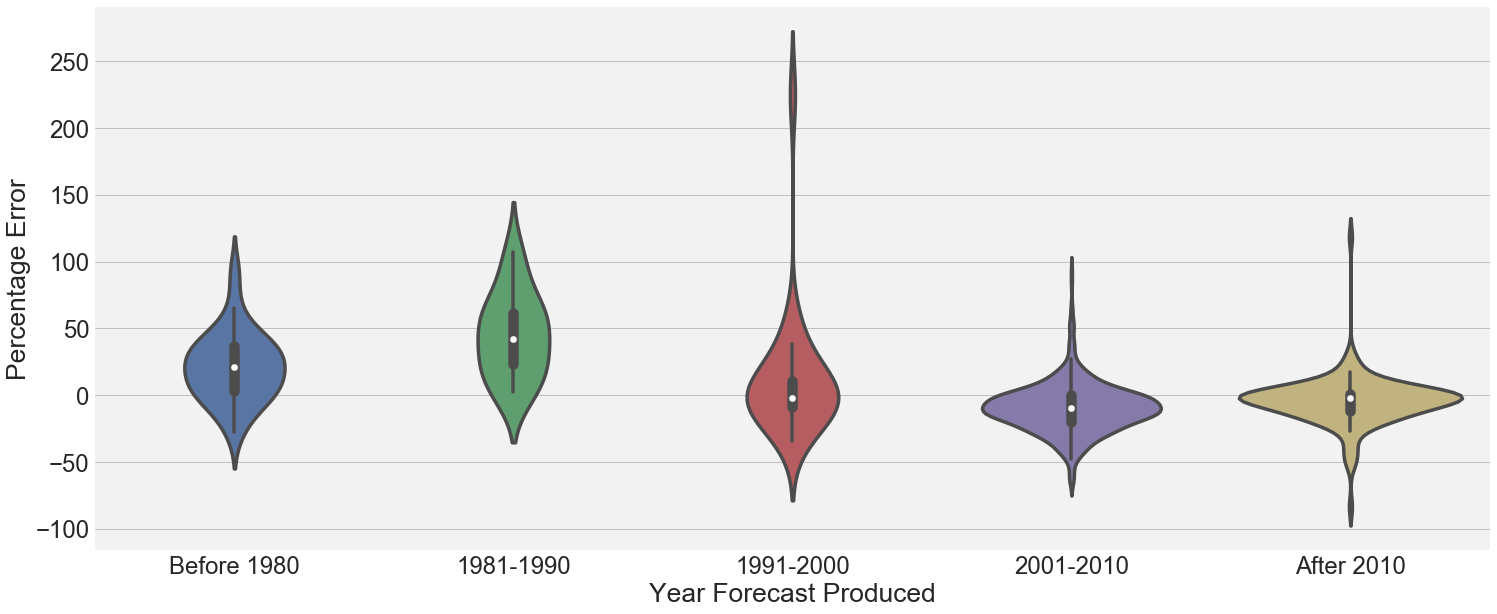 Percentage Error
250
200
150
100
50
0
−50
−100
Before 1980
1981-1990
1991-2000
2001-2010
After 2010
Year Forecast Produced